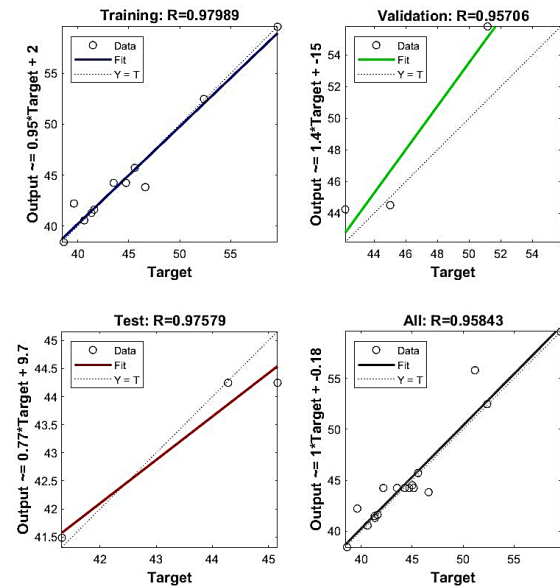 Training: R=0.97989
Output ~= 0.95*Target + 2
Data
Fit
Y = T
55
50
45
40
40
45
50
55
Target
Validation: R=0.95706
Output ~= 1.4*Target + -15
Data
Fit
Y = T
54
52
50
48
46
44
44
46
48
50
52
54
Target
Test: R=0.97579
Output ~= 0.77*Target + 9.7
Data
Fit
Y = T
45
44.5
44
43.5
43
42.5
42
41.5
42
43
44
45
Target
All: R=0.95843
Output ~= 1*Target + -0.18
Data
Fit
Y = T
55
50
45
40
40
45
50
55
Target